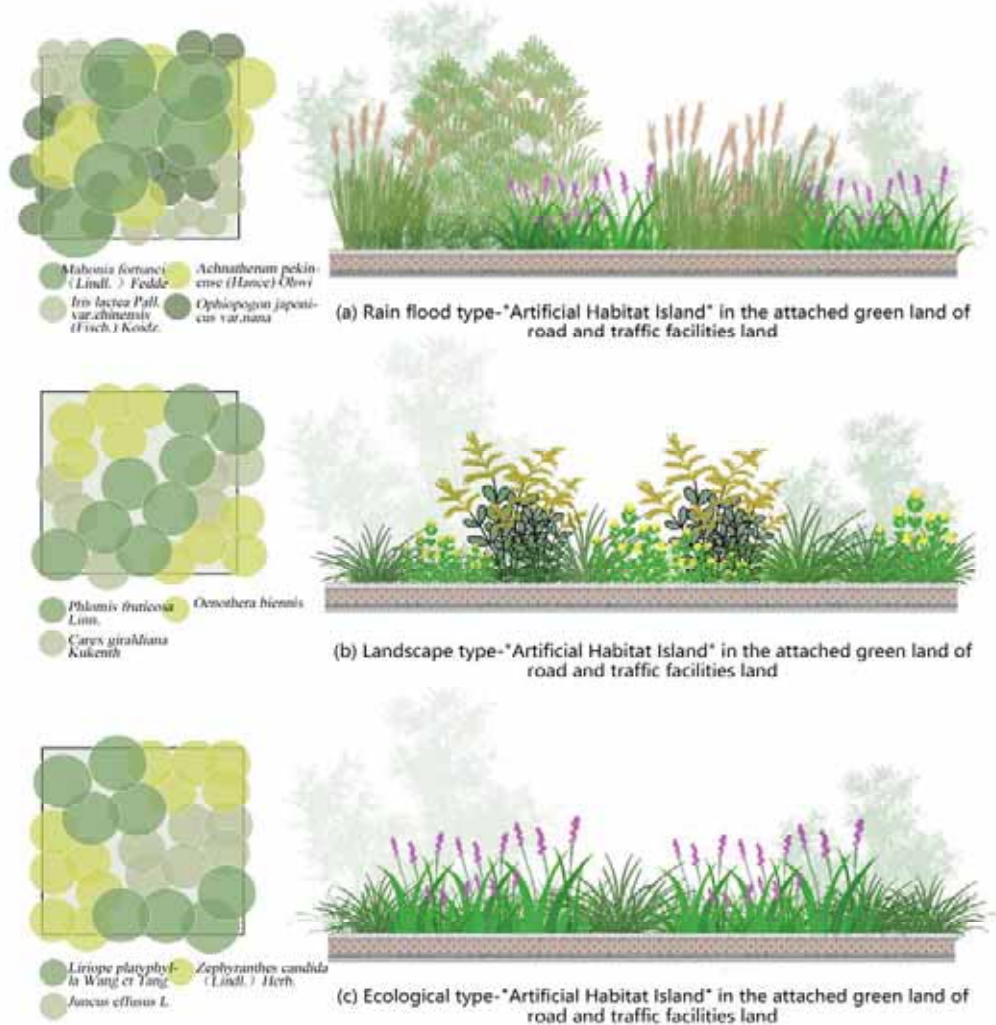 Mahonia fortunei
(Lindl. ) Fedde
Achnatherum pekin-
ense (Hance) Ohwi
Iris lactea Pall.
var.chinensis
(Fisch.) Koidz.
Ophiopogon japoni-
cus var.nana
(a) Rain flood type-"Artificial Habitat Island" in the attached green land of
road and traffic facilities land
Phlomis fruticosa
Linn.
Oenothera biennis
Carex giraldiana
Kukenth
(b) Landscape type-"Artificial Habitat Island" in the attached green land of
road and traffic facilities land
Liriope platyphyl-
la Wang et Tang
Zephyranthes candida
(Lindl. ) Herb.
Juncus effusus L.
(c) Ecological type-"Artificial Habitat Island" in the attached green land of
road and traffic facilities land